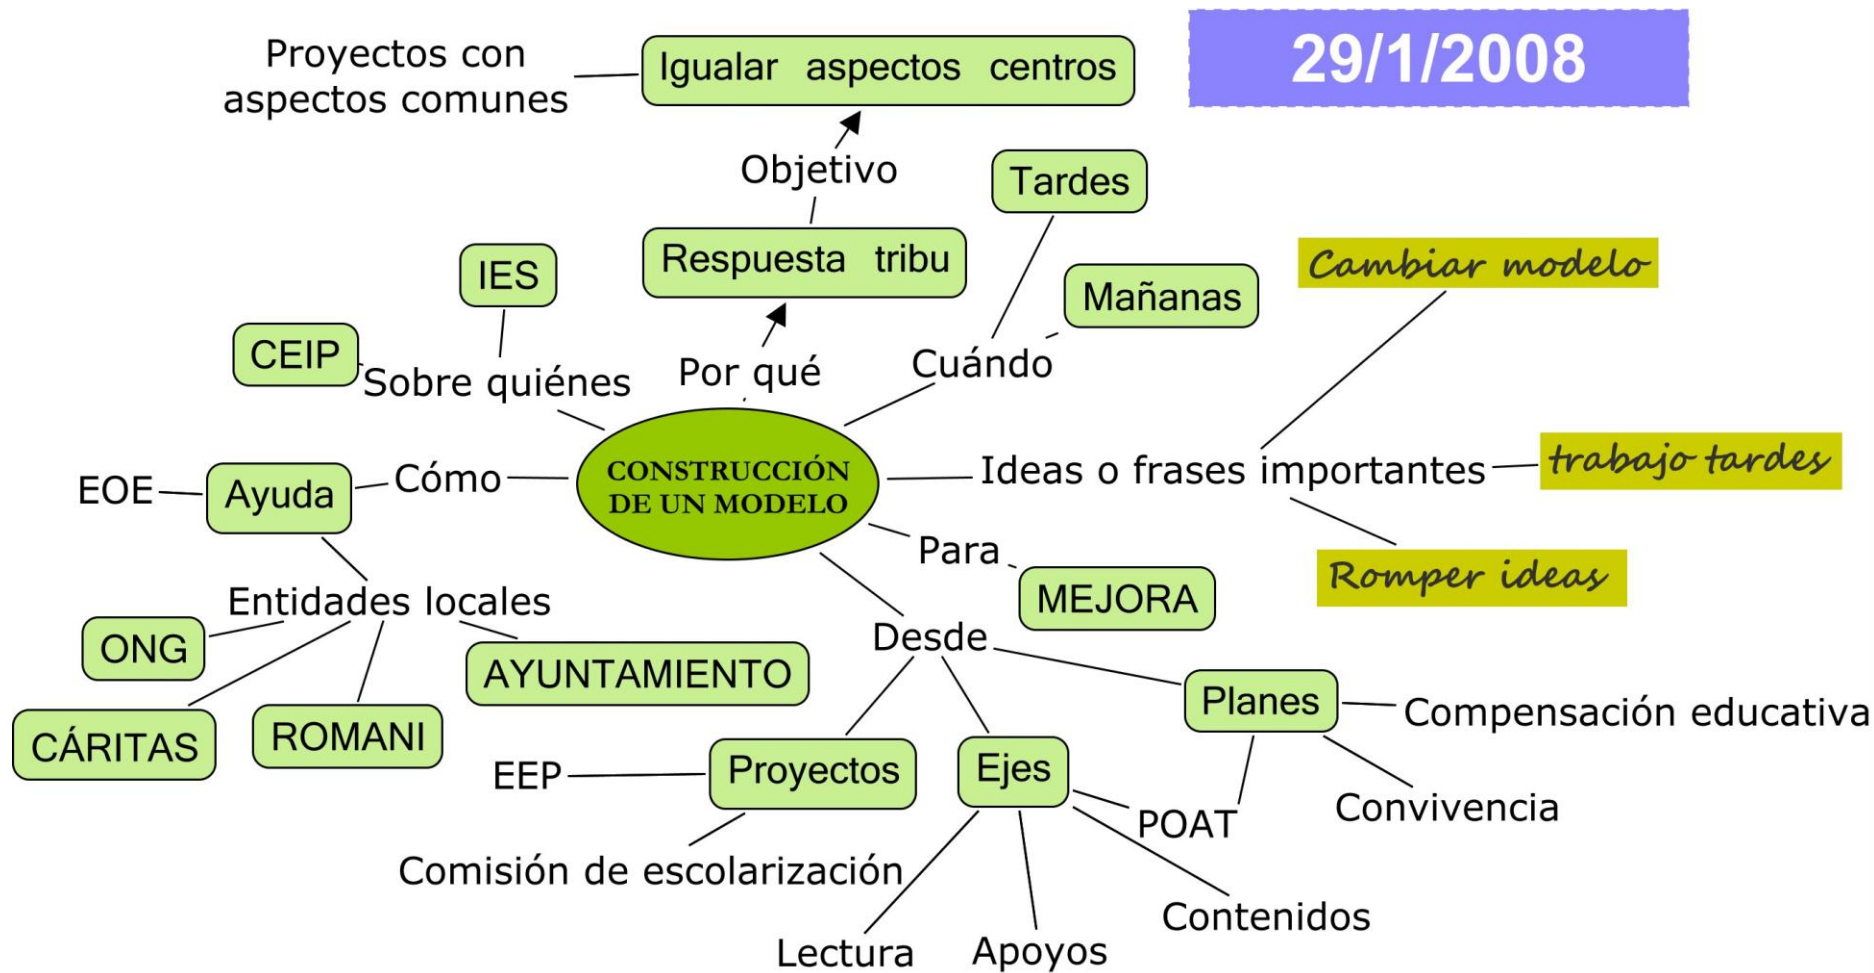 29/1/2008
Proyectos con
aspectos comunes
Igualar aspectos centros
Objetivo
Tardes
Respuesta tribu
IES
Mañanas
Cambiar modelo
CEIP
Sobre quiénes
Por qué
Cuándo
EOE
Ayuda
Cómo
CONSTRUCCIÓN
DE UN MODELO
Ideas o frases importantes
trabajo tardes
Para
MEJORA
Romper ideas
Entidades locales
ONG
CÁRITAS
ROMANI
AYUNTAMIENTO
Desde
Planes
Compensación educativa
EEP
Proyectos
Ejes
POAT
Convivencia
Comisión de escolarización
Lectura
Apoyos
Contenidos